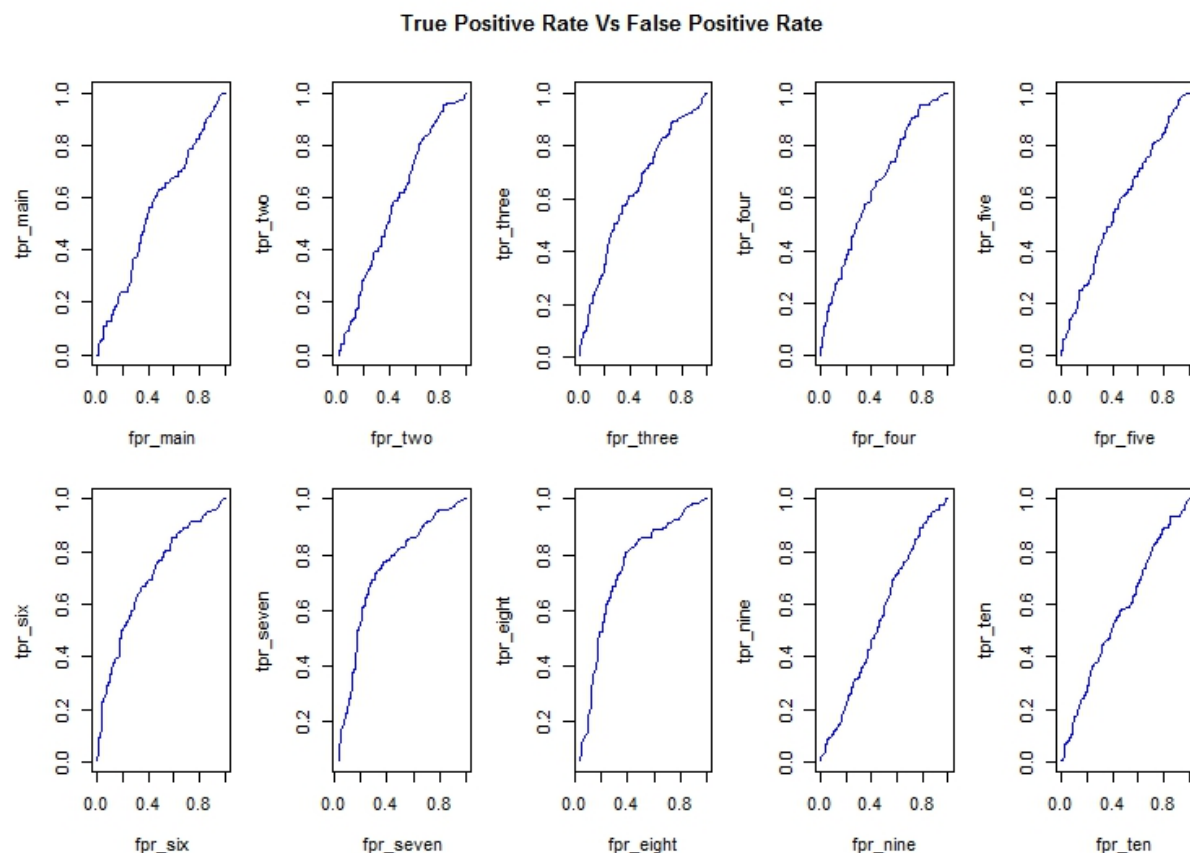 True Positive Rate Vs False Positive Rate
tpr_main
0.0 0.2 0.4 0.6 0.8 1.0
0.0 0.4 0.8
fpr_main
tpr_two
0.0 0.2 0.4 0.6 0.8 1.0
0.0 0.4 0.8
fpr_two
tpr_three
0.0 0.2 0.4 0.6 0.8 1.0
0.0 0.4 0.8
fpr_three
tpr_four
0.0 0.2 0.4 0.6 0.8 1.0
0.0 0.4 0.8
fpr_four
tpr_five
0.0 0.2 0.4 0.6 0.8 1.0
0.0 0.4 0.8
fpr_five
tpr_six
0.0 0.2 0.4 0.6 0.8 1.0
0.0 0.4 0.8
fpr_six
tpr_seven
0.2 0.4 0.6 0.8 1.0
0.0 0.4 0.8
fpr_seven
tpr_eight
0.2 0.4 0.6 0.8 1.0
0.0 0.4 0.8
fpr_eight
tpr_nine
0.0 0.2 0.4 0.6 0.8 1.0
0.0 0.4 0.8
fpr_nine
tpr_ten
0.0 0.2 0.4 0.6 0.8 1.0
0.0 0.4 0.8
fpr_ten